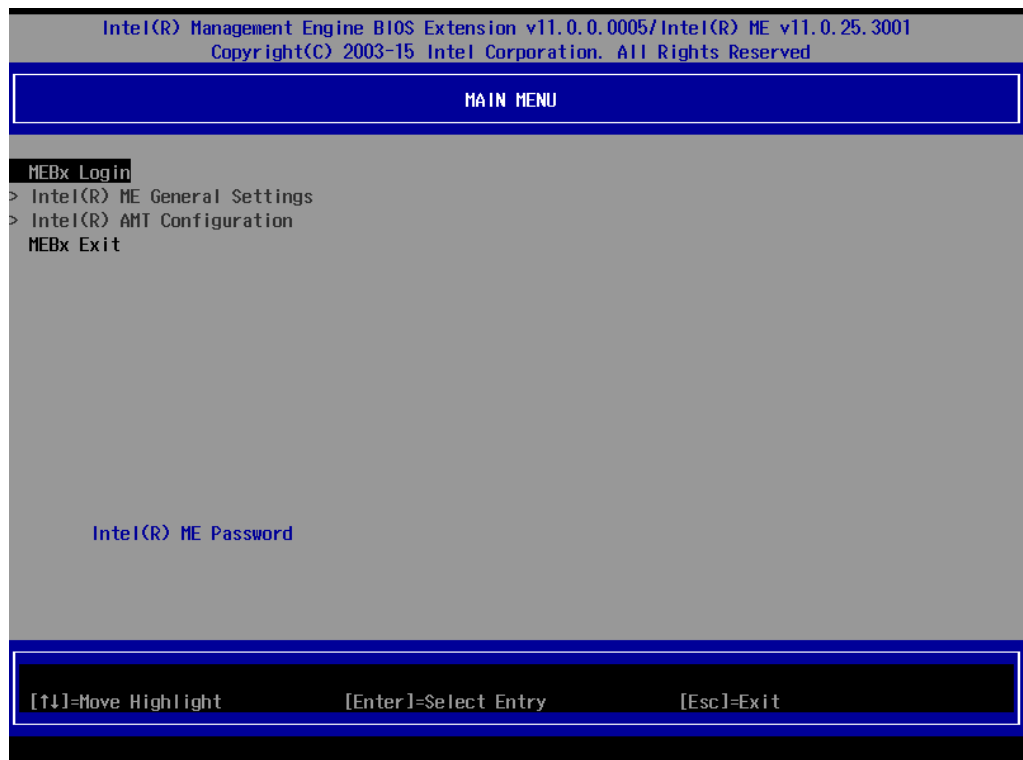 Intel(R) Management Engine BIOS Extension v11.0.0.0005/Intel(R) ME v11.0.25.3001
Copyright(C) 2003-15 Intel Corporation. All Rights Reserved
MAIN MENU
MEBx Login
> Intel(R) ME General Settings
> Intel(R) AMT Configuration
MEBx Exit
Intel(R) ME Password
[↑↓]=Move Highlight [Enter]=Select Entry [Esc]=Exit